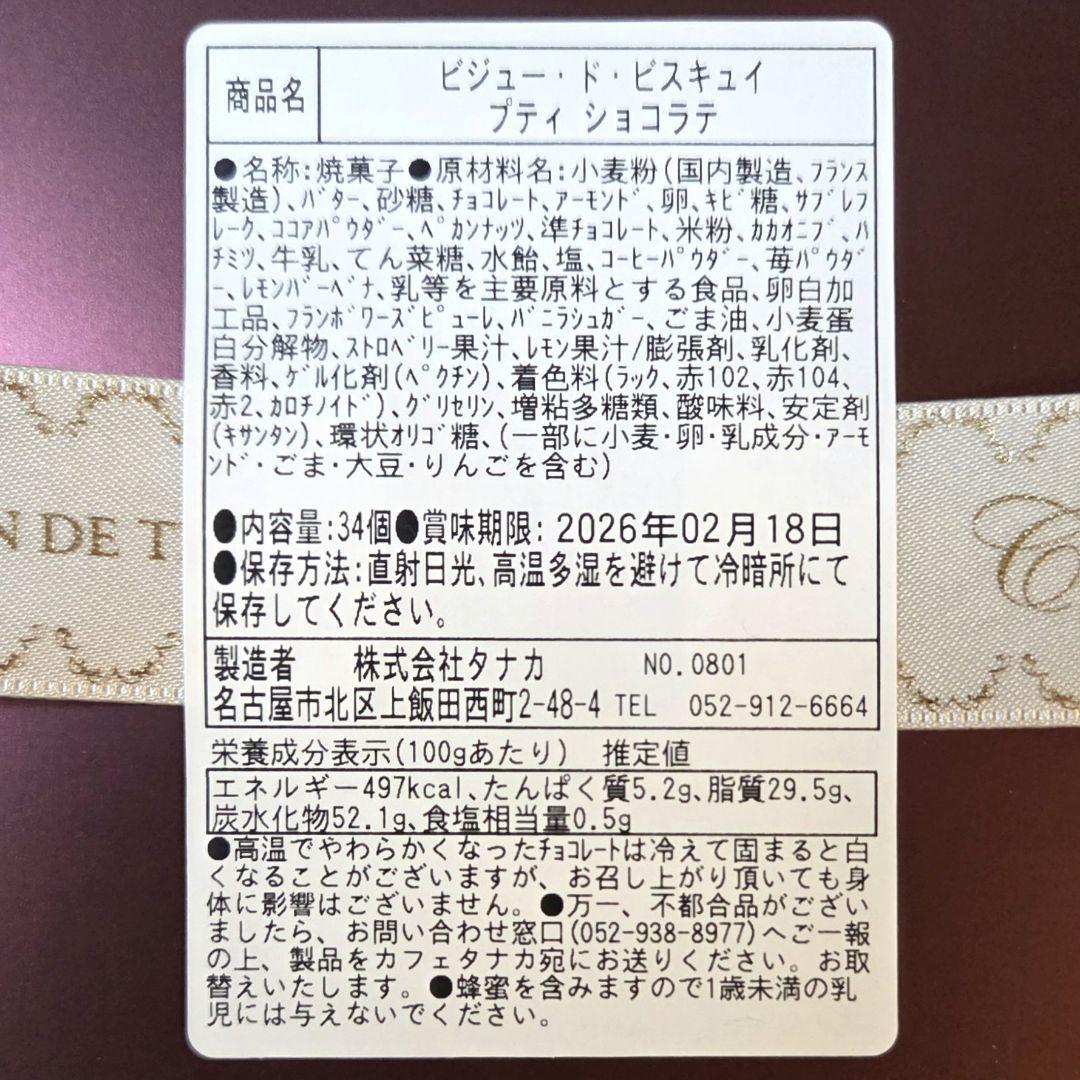 商品名
ビジュー・ド・ビスキュイ
プティ ショコラテ
●名称:焼菓子●原材料名:小麦粉(国内製造、フランス
製造)、バター、砂糖、チョコレート、アーモンド、卵、キビ糖、サブレフ
レーク、ココアパウダー、ペカンナッツ、準チョコレート、米粉、カカオニブ、ハ
チミツ、牛乳、てん菜糖、水飴、塩、コーヒーパウダー、苺パウダ
ー、レモンバーベナ、乳等を主要原料とする食品、卵白加
工品、フランボワーズピューレ、バニラシュガー、ごま油、小麦蛋
白分解物、ストロベリー果汁、レモン果汁/膨張剤、乳化剤、
香料、ゲル化剤(ペクチン)、着色料(ラック、赤102、赤104、
赤2、カロチノイド)、グリセリン、増粘多糖類、酸味料、安定剤
(キサンタン)、環状オリゴ糖、(一部に小麦・卵・乳成分・アーモ
ンド・ごま・大豆・りんごを含む)
●内容量:34個●賞味期限: 2026年02月18日
●保存方法:直射日光、高温多湿を避けて冷暗所にて
保存してください。
製造者 株式会社タナカ NO.0801
名古屋市北区上飯田西町2-48-4 TEL 052-912-6664
栄養成分表示(100gあたり) 推定値
エネルギー497kcal、たんぱく質5.2g、脂質29.5g、
炭水化物52.1g、食塩相当量0.5g
●高温でやわらかくなったチョコレートは冷えて固まると白
くなることがございますが、お召し上がり頂いても身
体に影響はございません。●万一、不都合品がござい
ましたら、お問い合わせ窓口(052-938-8977)へご一報
の上、製品をカフェタナカ宛にお送りください。お取
替えいたします。●蜂蜜を含みますので1歳未満の乳
児には与えないでください。
N DE T
C